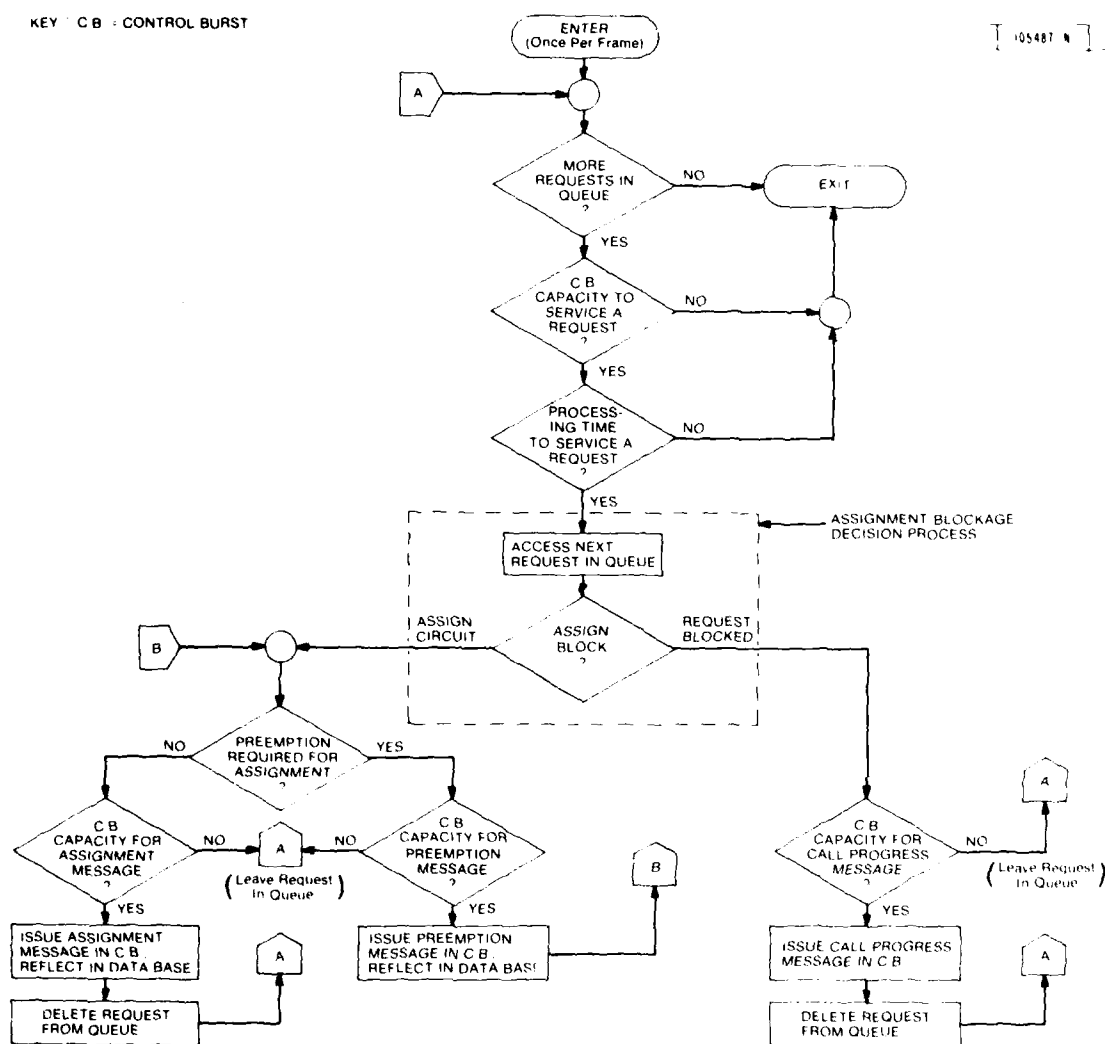 KEY : C B = CONTROL BURST
105487 N
ENTER
(Once Per Frame)
A
MORE
REQUESTS IN
QUEUE
?
NO
EXIT
YES
C B
CAPACITY TO
SERVICE A
REQUEST
?
NO
YES
PROCESS-
ING TIME
TO SERVICE A
REQUEST
?
NO
YES
ASSIGNMENT BLOCKAGE
DECISION PROCESS
ACCESS NEXT
REQUEST IN QUEUE
ASSIGN
CIRCUIT
ASSIGN
BLOCK
?
REQUEST
BLOCKED
B
NO
PREEMPTION
REQUIRED FOR
ASSIGNMENT
?
YES
C B
CAPACITY FOR
ASSIGNMENT
MESSAGE
?
NO
A
(Leave Request
In Queue)
NO
C B
CAPACITY FOR
PREEMPTION
MESSAGE
?
B
C B
CAPACITY FOR
CALL PROGRESS
MESSAGE
?
NO
A
(Leave Request
In Queue)
YES
YES
YES
ISSUE ASSIGNMENT
MESSAGE IN C B,
REFLECT IN DATA BASE
A
ISSUE PREEMPTION
MESSAGE IN C B,
REFLECT IN DATA BASE
ISSUE CALL PROGRESS
MESSAGE IN C B
A
DELETE REQUEST
FROM QUEUE
DELETE REQUEST
FROM QUEUE